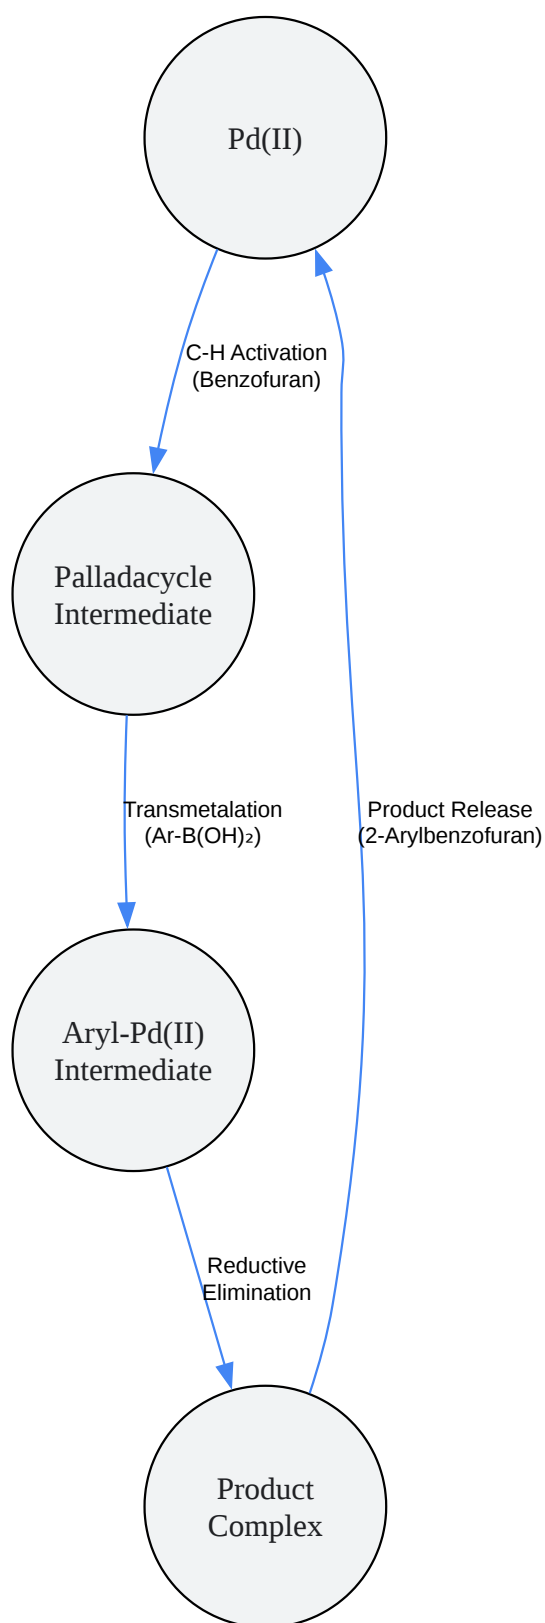 Pd(II)
C-H Activation
(Benzofuran)
Palladacycle
Intermediate
Transmetalation
(Ar-B(OH)₂)
Product Release
(2-Arylbenzofuran)
Aryl-Pd(II)
Intermediate
Reductive
Elimination
Product
Complex